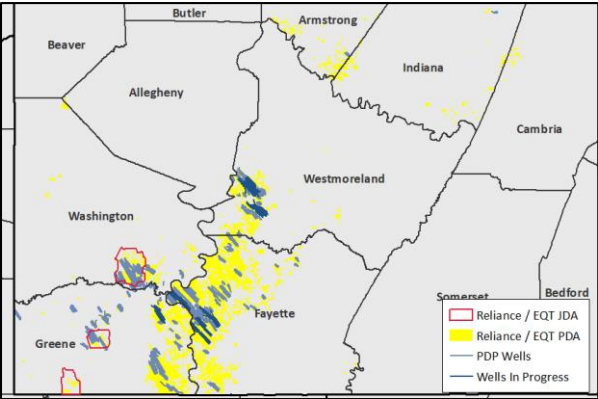 Butler
Armstrong
Beaver
Indiana
Allegheny
Cambria
Westmoreland
Washington
Somerset
Bedford
Fayette
Greene
Reliance / EQT JDA
Reliance / EQT PDA
PDP Wells
Wells In Progress